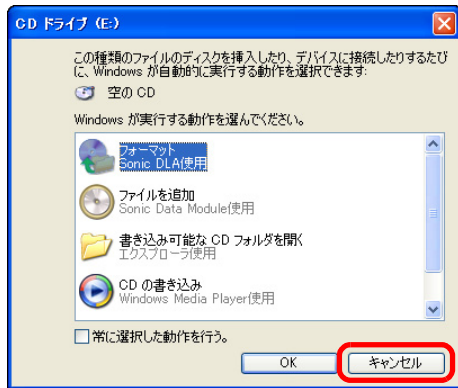 CD ドライブ (E:)
この種類のファイルのディスクを挿入したり、デバイスに接続したりするたび
に、Windows が自動的に実行する動作を選択できます:
空の CD
Windows が実行する動作を選んでください。
フォーマット
Sonic DLA使用
ファイルを追加
Sonic Data Module使用
書き込み可能な CD フォルダを開く
エクスプローラ使用
CD の書き込み
Windows Media Player使用
常に選択した動作を行う。
OK
キャンセル